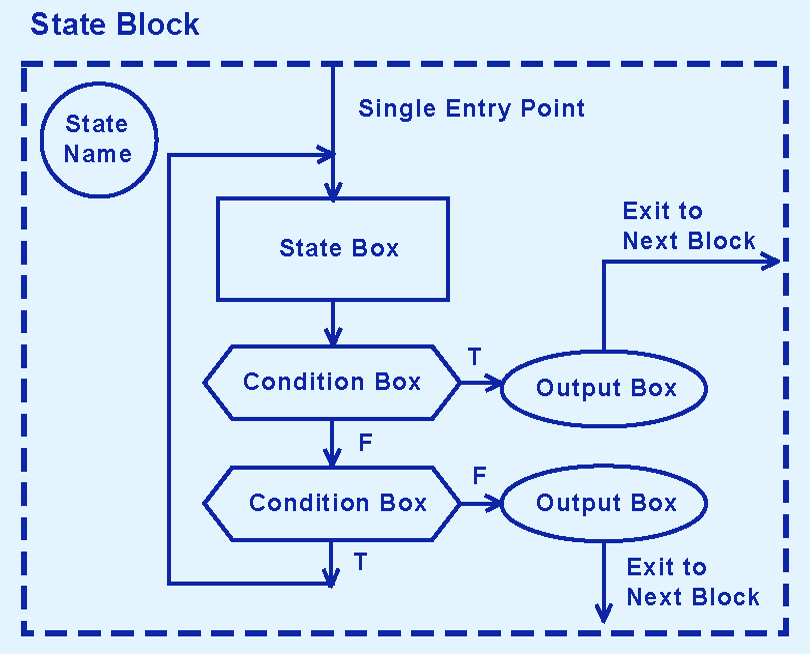 State Block
State
Name
Single Entry Point
State Box
Exit to
Next Block
Condition Box
T
Output Box
F
Condition Box
F
Output Box
T
Exit to
Next Block